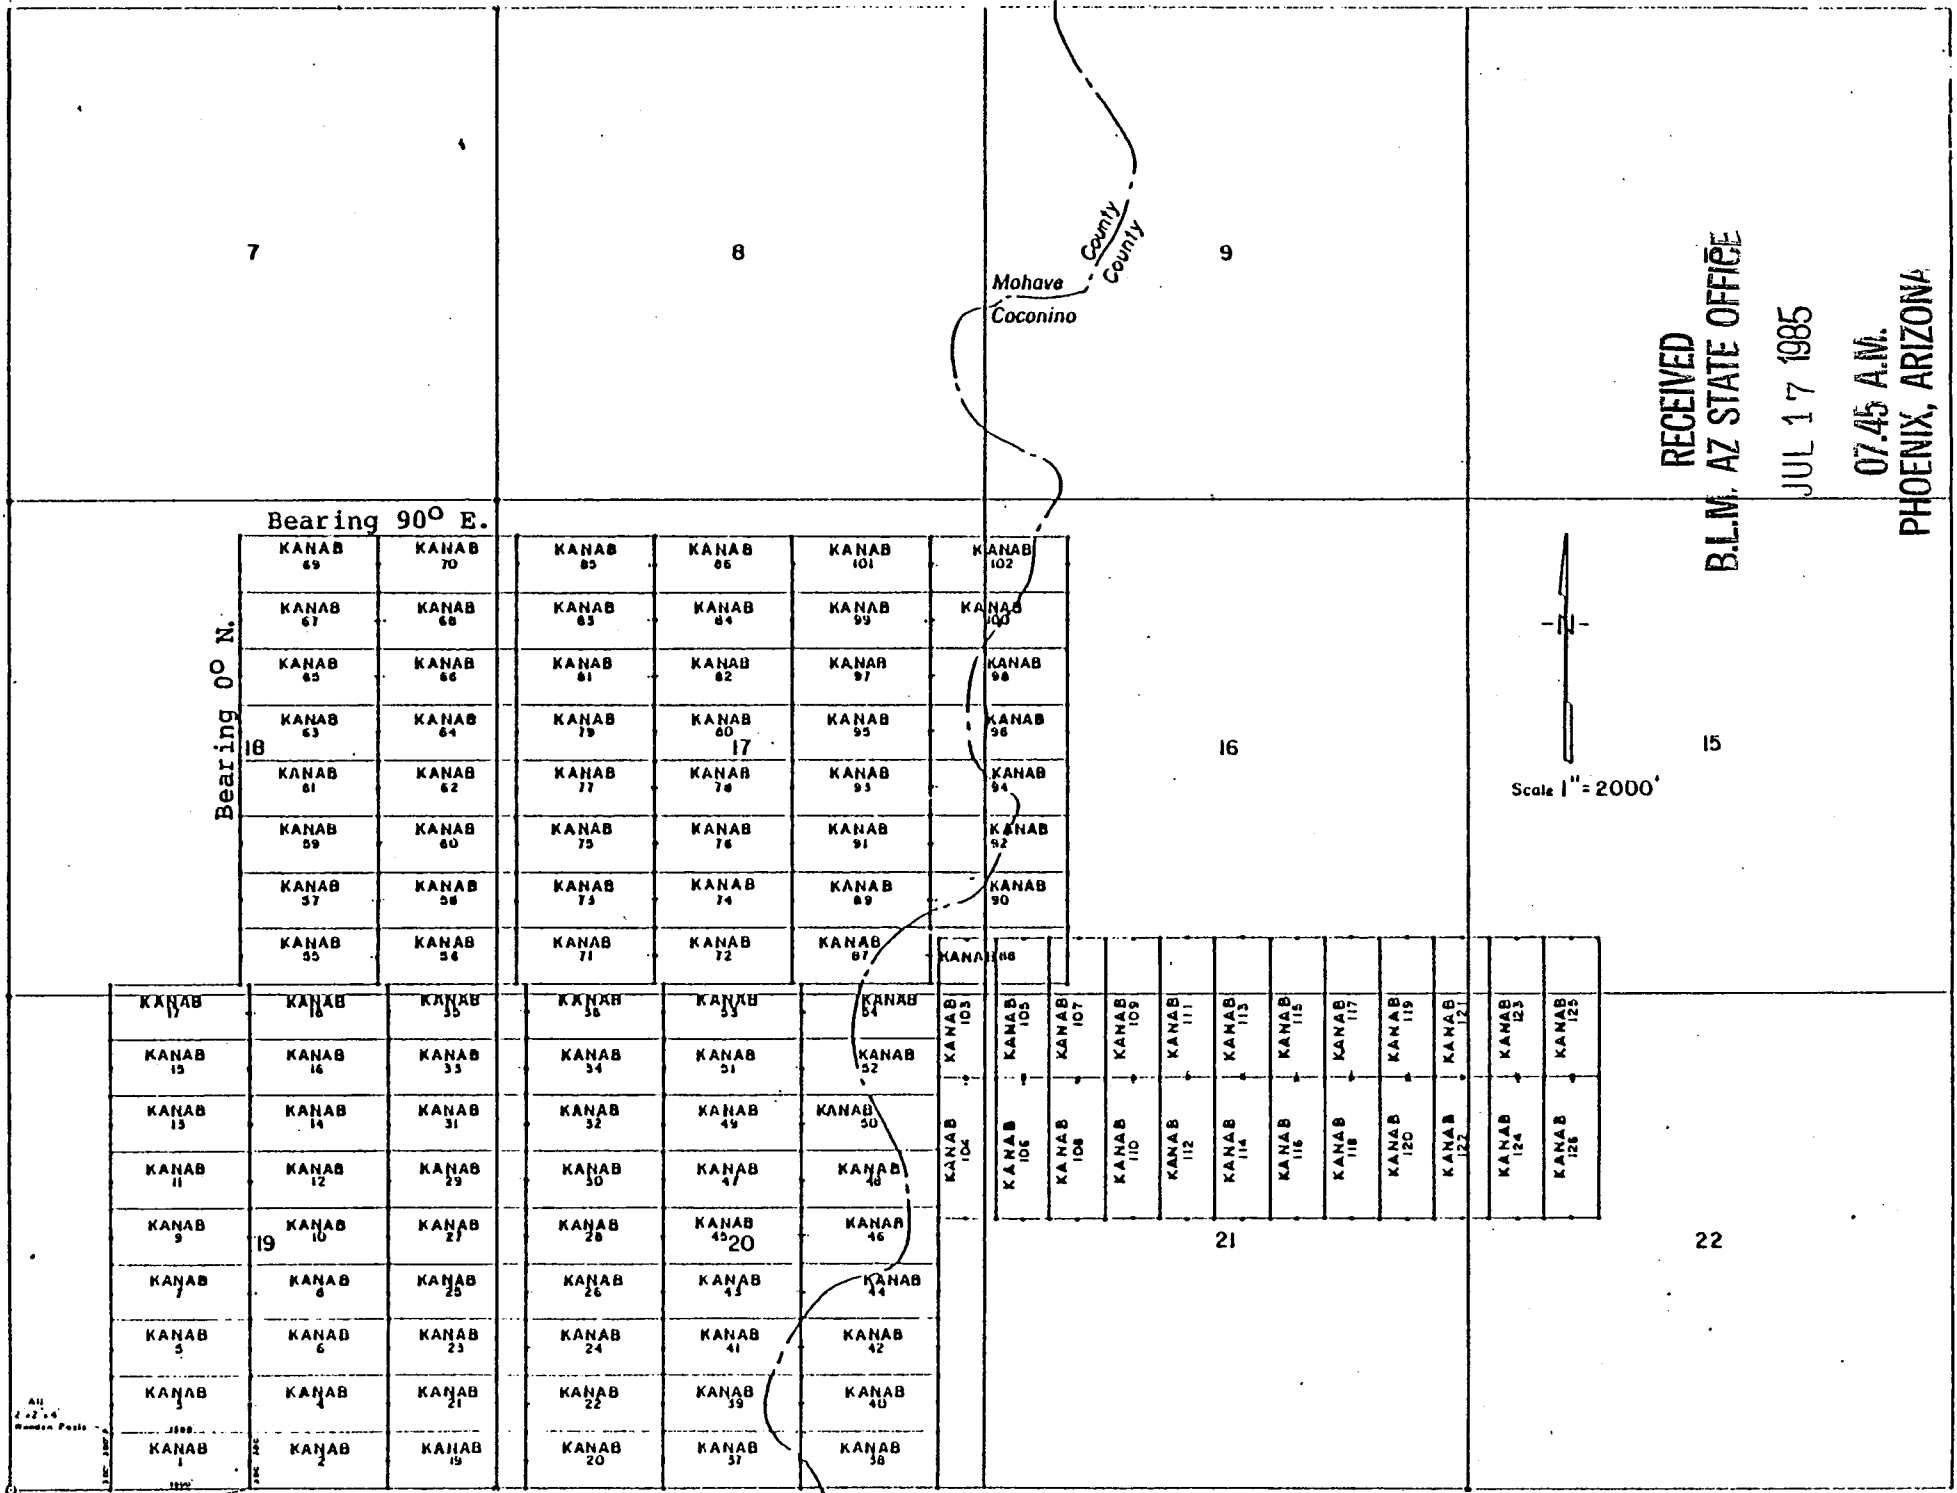 7
8
9
County
County
Mohave
Coconino
RECEIVED
B.L.M. AZ STATE OFFICE
JUL 17 1985
07.45 A.M.
PHOENIX, ARIZONA
Bearing 90° E.
Bearing 0° N.
KANAB 69
KANAB 70
KANAB 85
KANAB 86
KANAB 101
KANAB 102
KANAB 67
KANAB 68
KANAB 83
KANAB 84
KANAB 99
KANAB 100
KANAB 65
KANAB 66
KANAB 81
KANAB 82
KANAB 97
KANAB 98
KANAB 63
KANAB 64
KANAB 79
KANAB 80
KANAB 95
KANAB 96
18
17
16
15
N
Scale 1" = 2000'
KANAB 61
KANAB 62
KANAB 77
KANAB 78
KANAB 93
KANAB 94
KANAB 59
KANAB 60
KANAB 75
KANAB 76
KANAB 91
KANAB 92
KANAB 57
KANAB 58
KANAB 73
KANAB 74
KANAB 89
KANAB 90
KANAB 55
KANAB 56
KANAB 71
KANAB 72
KANAB 87
KANAB 88
KANAB 17
KANAB 18
KANAB 35
KANAB 36
KANAB 53
KANAB 54
KANAB 103
KANAB 105
KANAB 107
KANAB 109
KANAB 111
KANAB 113
KANAB 115
KANAB 117
KANAB 119
KANAB 121
KANAB 123
KANAB 125
KANAB 15
KANAB 16
KANAB 33
KANAB 34
KANAB 51
KANAB 52
KANAB 13
KANAB 14
KANAB 31
KANAB 32
KANAB 49
KANAB 50
KANAB 104
KANAB 106
KANAB 108
KANAB 110
KANAB 112
KANAB 114
KANAB 116
KANAB 118
KANAB 120
KANAB 122
KANAB 124
KANAB 126
KANAB 11
KANAB 12
KANAB 29
KANAB 30
KANAB 47
KANAB 48
KANAB 9
KANAB 10
KANAB 27
KANAB 28
KANAB 45
KANAB 46
19
20
21
22
KANAB 7
KANAB 8
KANAB 25
KANAB 26
KANAB 43
KANAB 44
KANAB 5
KANAB 6
KANAB 23
KANAB 24
KANAB 41
KANAB 42
KANAB 3
KANAB 4
KANAB 21
KANAB 22
KANAB 39
KANAB 40
All
Wooden Posts
KANAB 1
KANAB 2
KANAB 19
KANAB 20
KANAB 37
KANAB 38